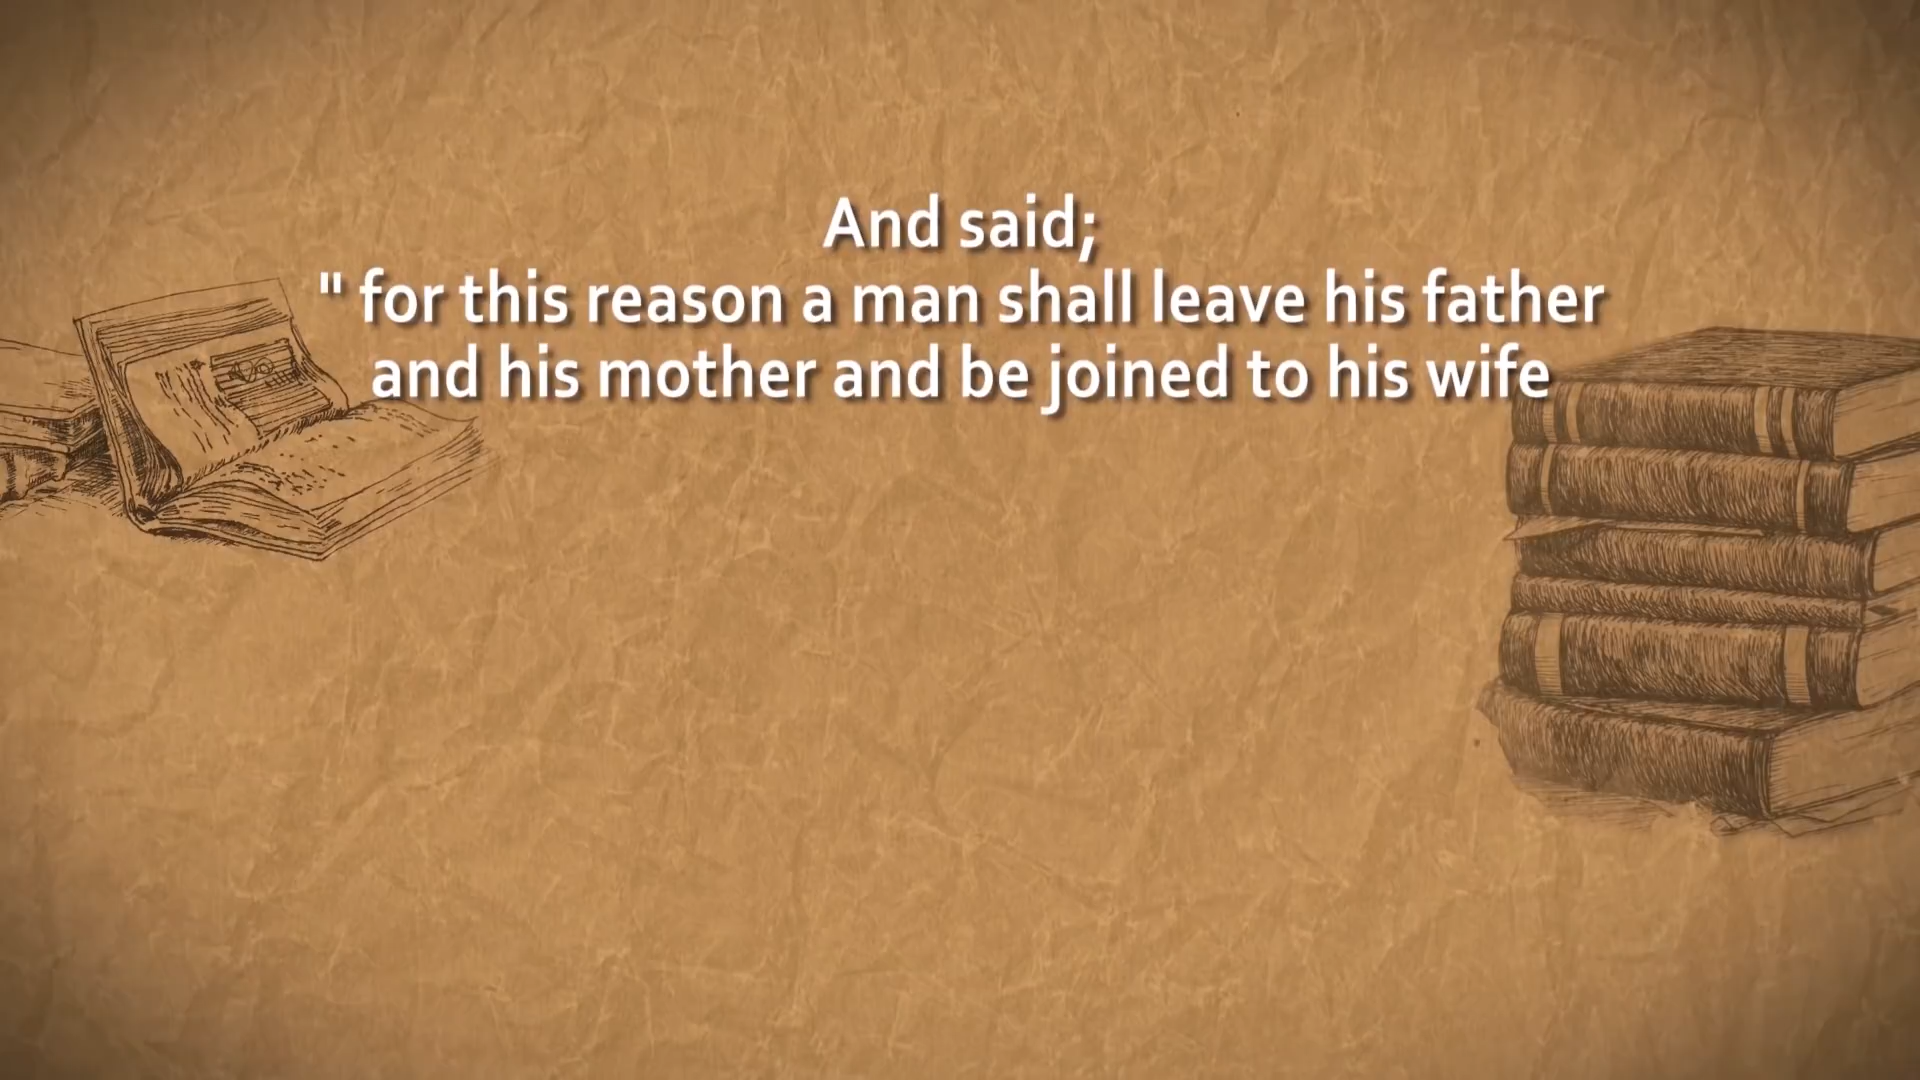 And said;
" for this reason a man shall leave his father
and his mother and be joined to his wife